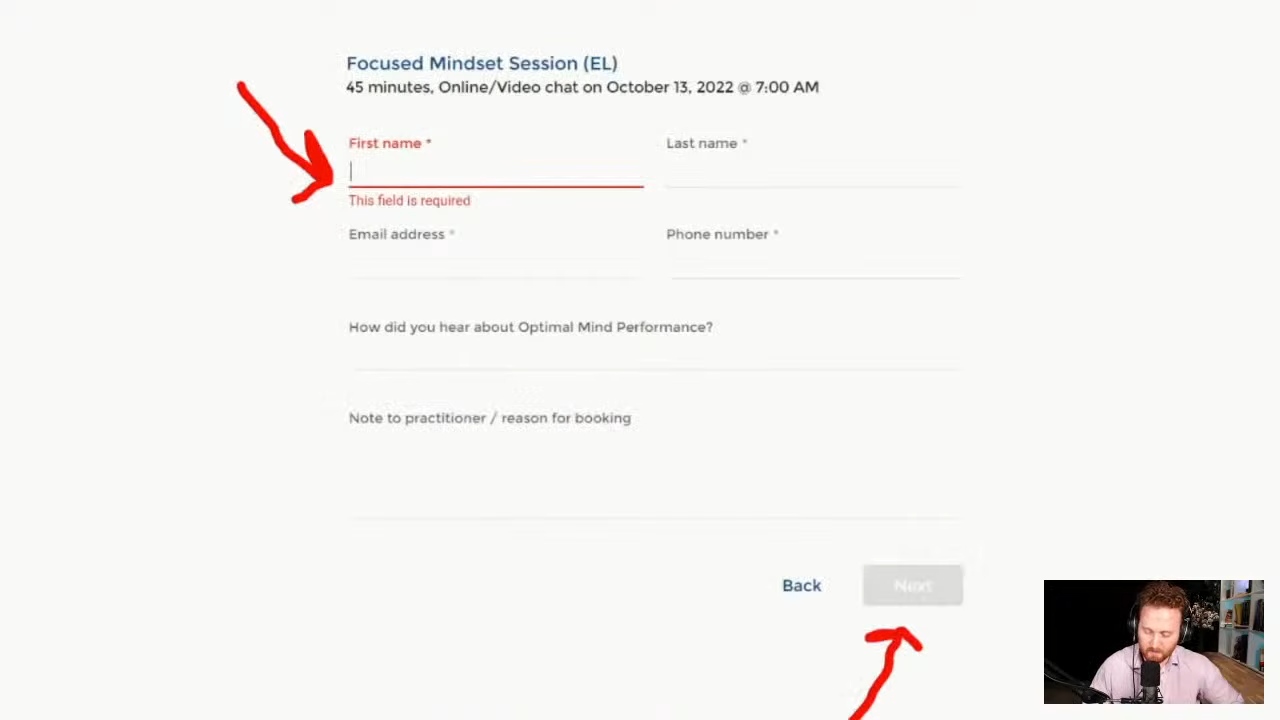 Focused Mindset Session (EL)
45 minutes, Online/Video chat on October 13, 2022 @ 7:00 AM
First name * Last name *
This field is required
Email address * Phone number *
How did you hear about Optimal Mind Performance?
Note to practitioner / reason for booking
Back Next